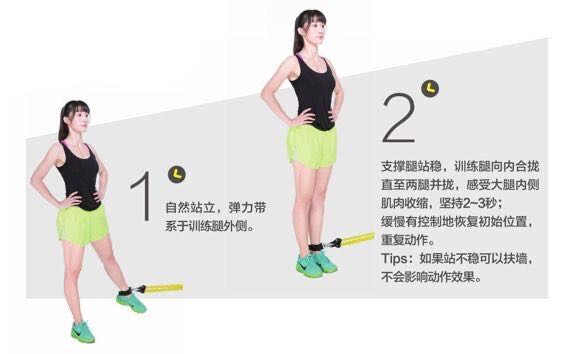 1
自然站立，弹力带
系于训练腿外侧。
2
支撑腿站稳，训练腿向内合拢
直至两腿并拢，感受大腿内侧
肌肉收缩，坚持2~3秒；
缓慢有控制地恢复初始位置，
重复动作。
Tips：如果站不稳可以扶墙，
不会影响动作效果。